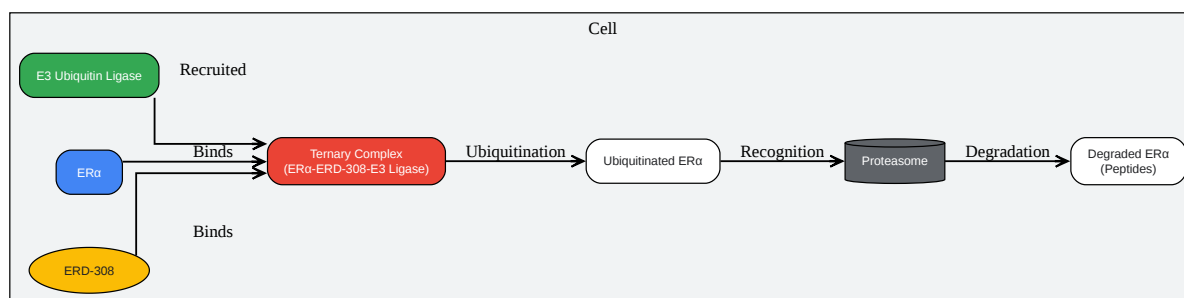 Cell
E3 Ubiquitin Ligase
Recruited
ERα
Binds
Ternary Complex
(ERα-ERD-308-E3 Ligase)
Ubiquitination
Ubiquitinated ERα
Recognition
Proteasome
Degradation
Degraded ERα
(Peptides)
Binds
ERD-308